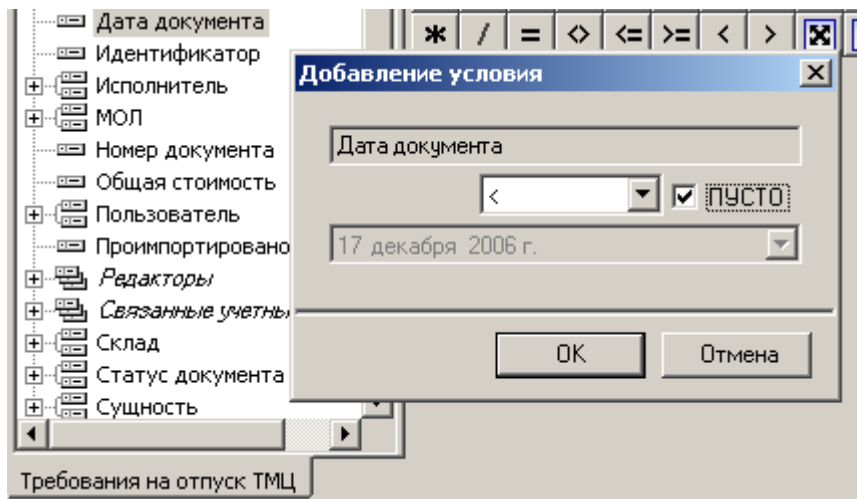 Дата документа
Идентификатор
Исполнитель
МОЛ
Номер документа
Общая стоимость
Пользователь
Проимпортировано
Редакторы
Связанные учетны
Склад
Статус документа
Сущность
Требования на отпуск ТМЦ
* / = <> <= >= < >
Добавление условия
Дата документа
< ПУСТО
17 декабря 2006 г.
OK Отмена